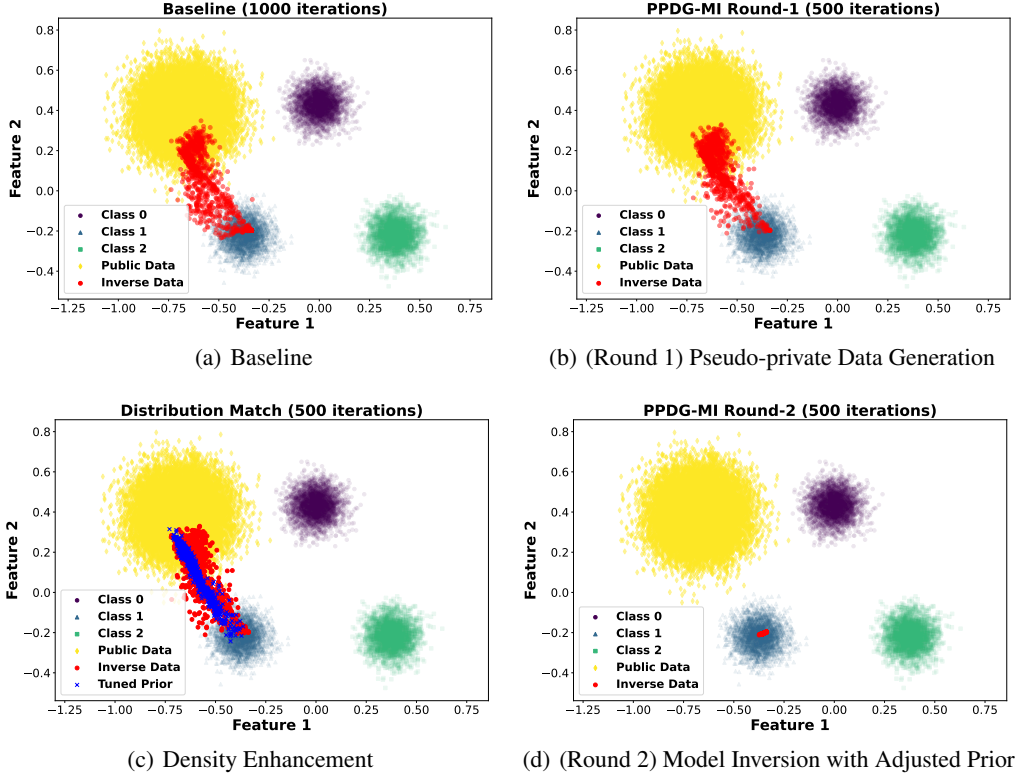 Baseline (1000 iterations)
Feature 2
0.8
0.6
0.4
0.2
0.0
−0.2
−0.4
Class 0
Class 1
Class 2
Public Data
Inverse Data
−1.25 −1.00 −0.75 −0.50 −0.25 0.00 0.25 0.50 0.75
Feature 1
(a) Baseline
PPDG-MI Round-1 (500 iterations)
Feature 2
0.8
0.6
0.4
0.2
0.0
−0.2
−0.4
Class 0
Class 1
Class 2
Public Data
Inverse Data
−1.25 −1.00 −0.75 −0.50 −0.25 0.00 0.25 0.50 0.75
Feature 1
(b) (Round 1) Pseudo-private Data Generation
Distribution Match (500 iterations)
Feature 2
0.8
0.6
0.4
0.2
0.0
−0.2
−0.4
Class 0
Class 1
Class 2
Public Data
Inverse Data
Tuned Prior
−1.25 −1.00 −0.75 −0.50 −0.25 0.00 0.25 0.50 0.75
Feature 1
(c) Density Enhancement
PPDG-MI Round-2 (500 iterations)
Feature 2
0.8
0.6
0.4
0.2
0.0
−0.2
−0.4
Class 0
Class 1
Class 2
Public Data
Inverse Data
−1.25 −1.00 −0.75 −0.50 −0.25 0.00 0.25 0.50 0.75
Feature 1
(d) (Round 2) Model Inversion with Adjusted Prior